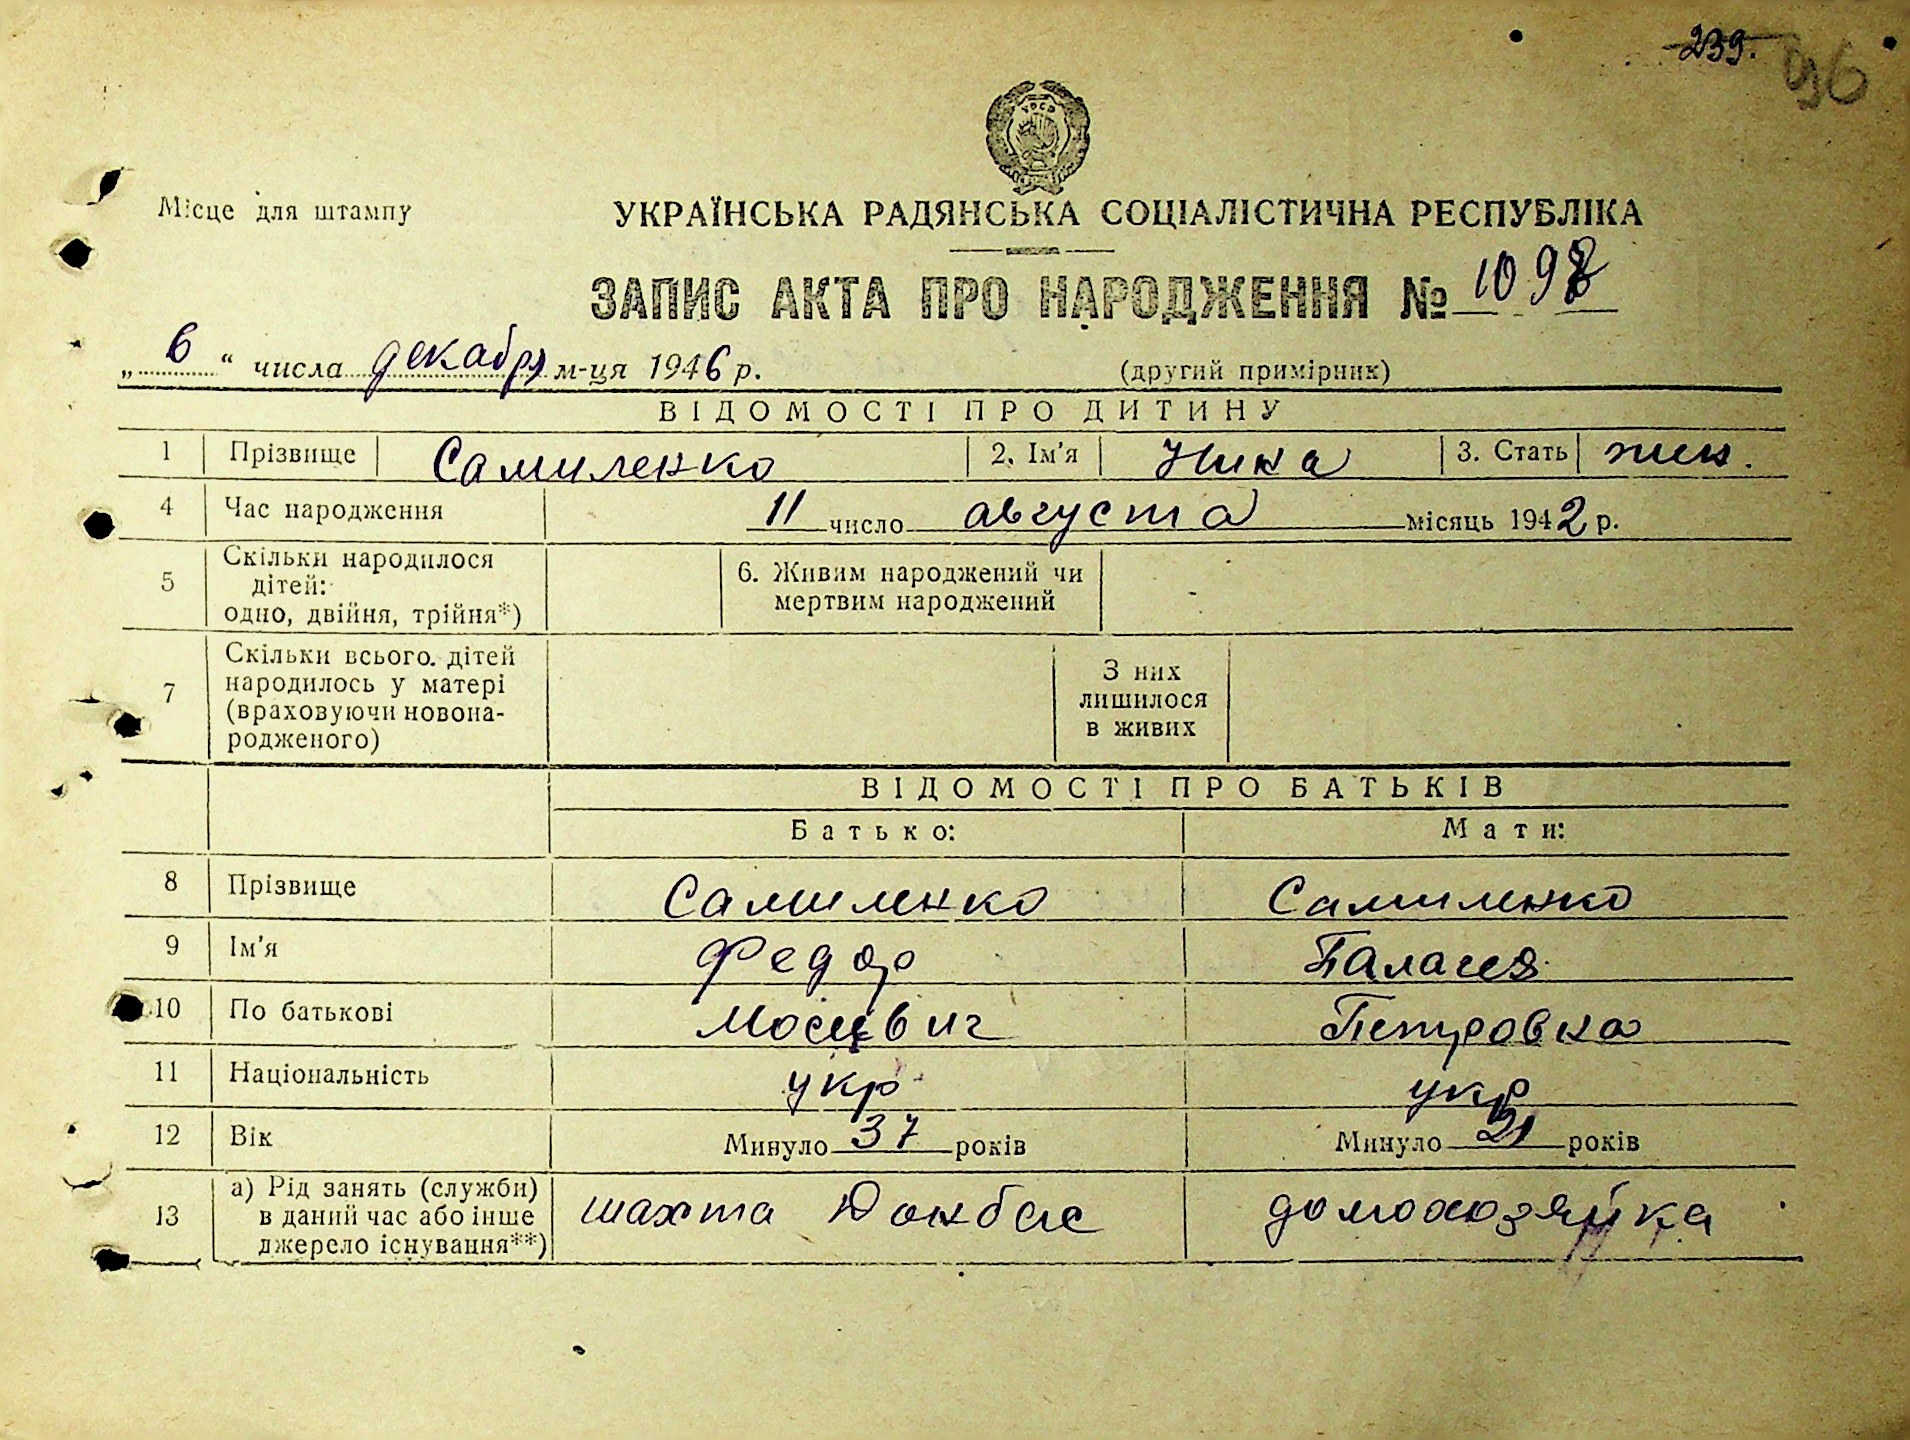 239.
96
УРСР
Місце для штампу
УКРАЇНСЬКА РАДЯНСЬКА СОЦІАЛІСТИЧНА РЕСПУБЛІКА
ЗАПИС АКТА ПРО НАРОДЖЕННЯ № 1098
„ 6 “ числа декабря м-ця 1946 р. (другий примірник)
ВІДОМОСТІ ПРО ДИТИНУ
1 Прізвище Самиленко 2. Ім'я Нина 3. Стать жен.
4 Час народження 11 число августа місяць 1942 р.
5 Скільки народилося дітей: одно, двійня, трійня*) 6. Живим народжений чи мертвим народжений
7 Скільки всього. дітей народилось у матері (враховуючи новонародженого) З них лишилося в живих
ВІДОМОСТІ ПРО БАТЬКІВ
Батько: Мати:
8 Прізвище Самиленко Самиленко
9 Ім'я Федор Паласея
10 По батькові Мосиевич Петровна
11 Національність укр укр
12 Вік Минуло 37 років Минуло 21 років
13 а) Рід занять (служби) в даний час або інше джерело існування**) шахта Донбас домохозяйка